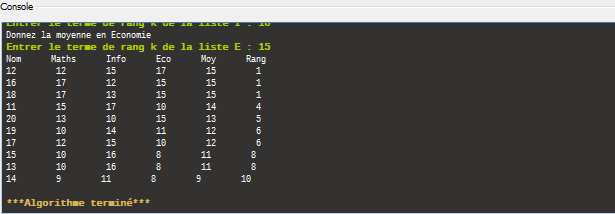 Console
Entrer le terme de rang k de la liste E : 16
Donnez la moyenne en Economie
Entrer le terme de rang k de la liste E : 15
Nom Maths Info Eco Moy Rang
12 12 15 17 15 1
16 17 12 15 15 1
18 17 13 15 15 1
11 15 17 10 14 4
20 13 10 15 13 5
19 10 14 11 12 6
17 12 15 10 12 6
15 10 16 8 11 8
13 10 16 8 11 8
14 9 11 8 9 10
***Algorithme terminé***